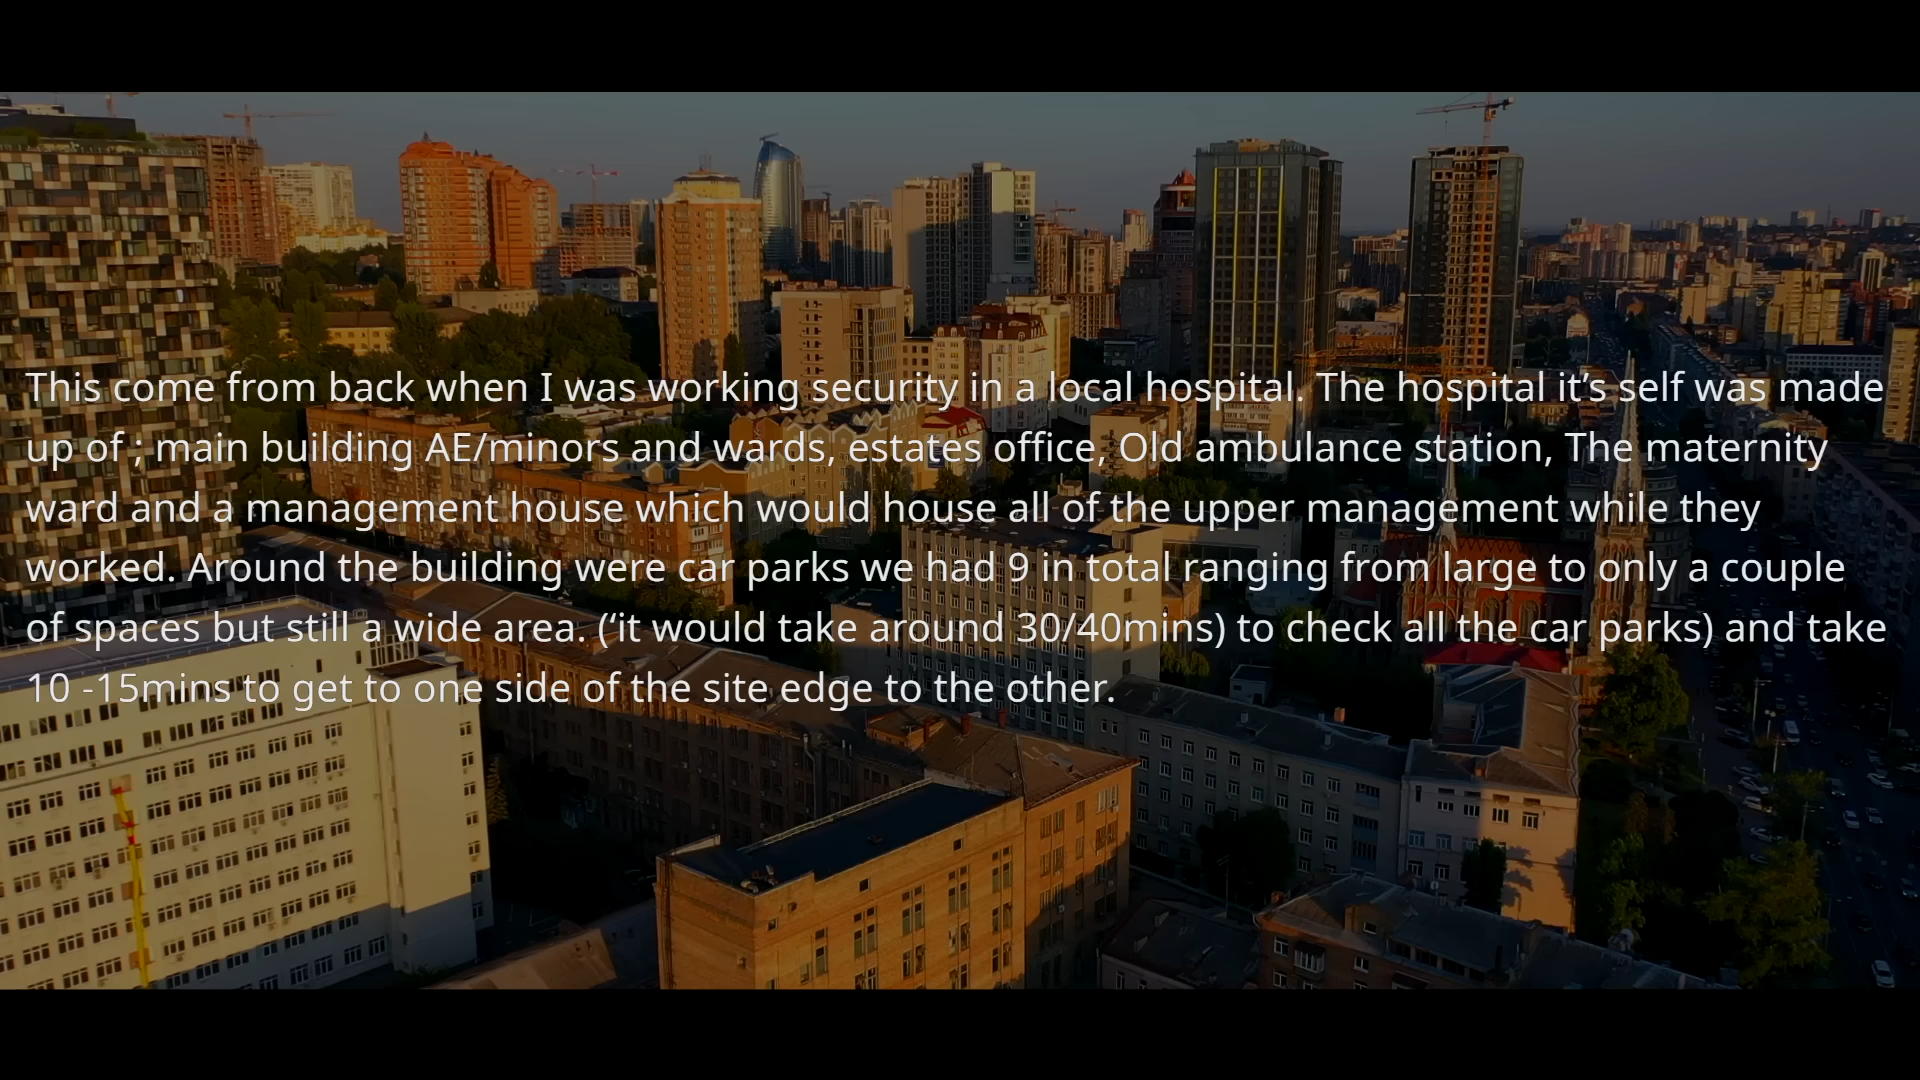 This come from back when I was working security in a local hospital. The hospital it’s self was made
up of ; main building AE/minors and wards, estates office, Old ambulance station, The maternity
ward and a management house which would house all of the upper management while they
worked. Around the building were car parks we had 9 in total ranging from large to only a couple
of spaces but still a wide area. (‘it would take around 30/40mins) to check all the car parks) and take
10 -15mins to get to one side of the site edge to the other.